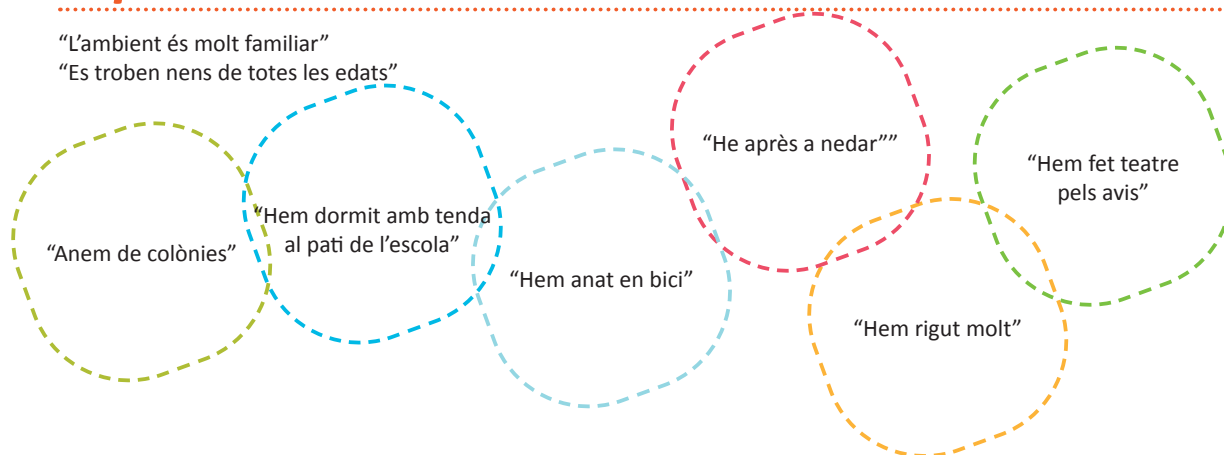 “L’ambient és molt familiar”
“Es troben nens de totes les edats”
“Anem de colònies”
“Hem dormit amb tenda
al pati de l’escola”
“Hem anat en bici”
“He après a nedar””
“Hem rigut molt”
“Hem fet teatre
pels avis”